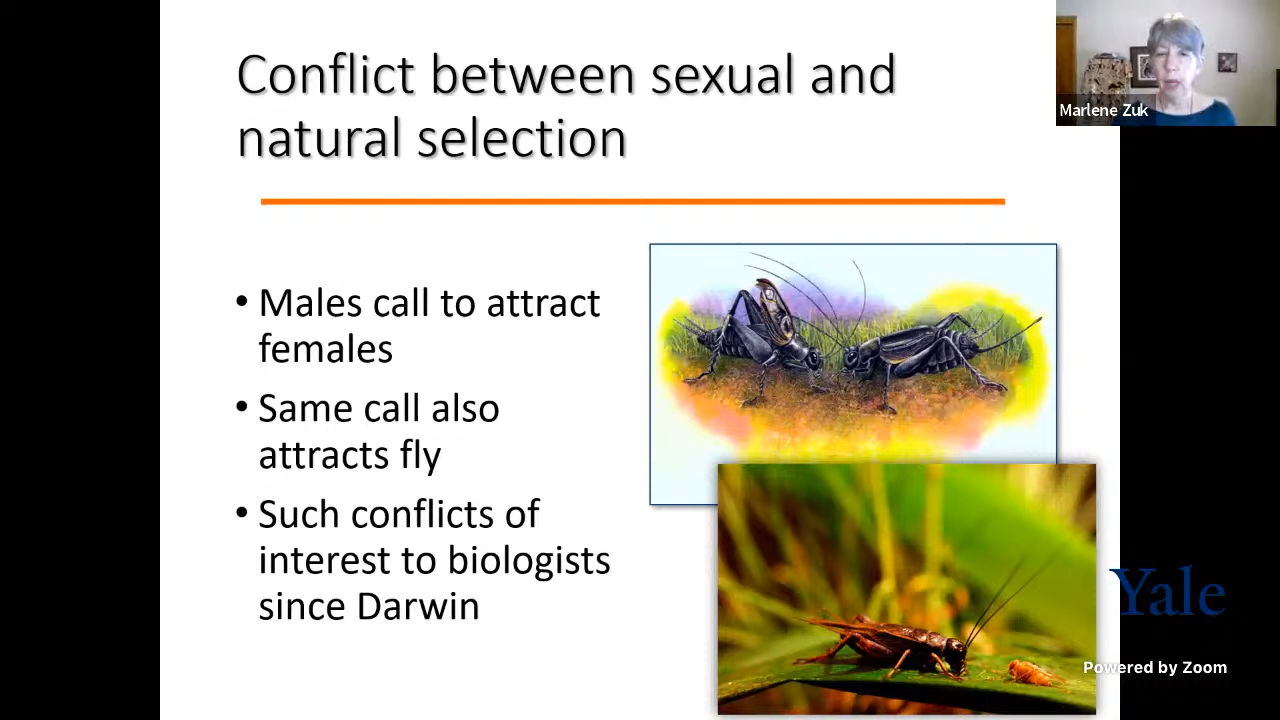 Conflict between sexual and
natural selection
• Males call to attract
females
• Same call also
attracts fly
• Such conflicts of
interest to biologists
since Darwin
Marlene Zuk
Yale
Powered by Zoom